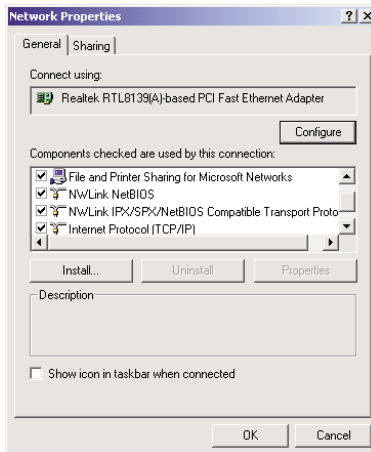 Network Properties
General
Sharing
Connect using:
Realtek RTL8139(A)-based PCI Fast Ethernet Adapter
Configure
Components checked are used by this connection:
File and Printer Sharing for Microsoft Networks
NWLink NetBIOS
NWLink IPX/SPX/NetBIOS Compatible Transport Proto
Internet Protocol (TCP/IP)
Install...
Uninstall
Properties
Description
Show icon in taskbar when connected
OK
Cancel